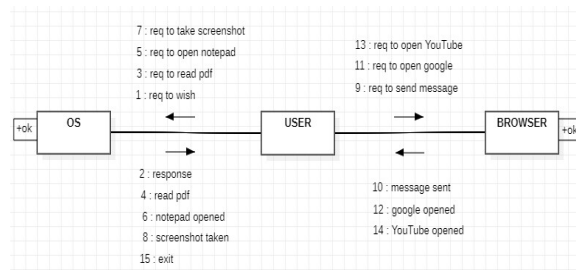 7 : req to take screenshot
5 : req to open notepad
3 : req to read pdf
1 : req to wish
13 : req to open YouTube
11 : req to open google
9 : req to send message
+ok
OS
USER
BROWSER
+ok
2 : response
4 : read pdf
6 : notepad opened
8 : screenshot taken
15 : exit
10 : message sent
12 : google opened
14 : YouTube opened